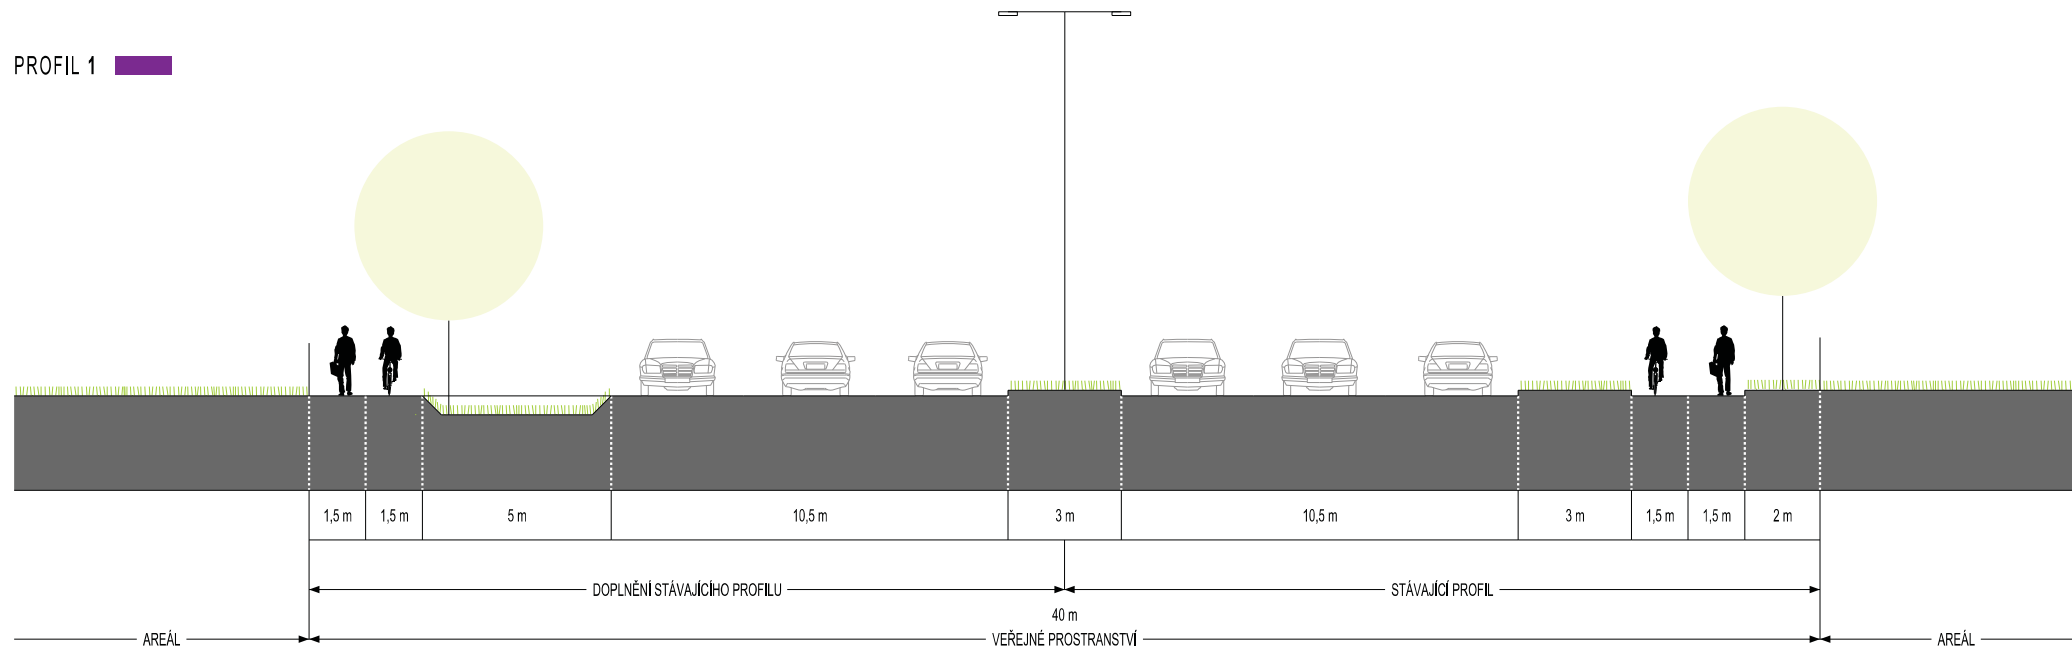 PROFIL 1
1,5 m 1,5 m 5 m 10,5 m 3 m 10,5 m 3 m 1,5 m 1,5 m 2 m
DOPLNĚNÍ STÁVAJÍCÍHO PROFILU STÁVAJÍCÍ PROFIL
40 m
AREÁL VEŘEJNÉ PROSTRANSTVÍ AREÁL